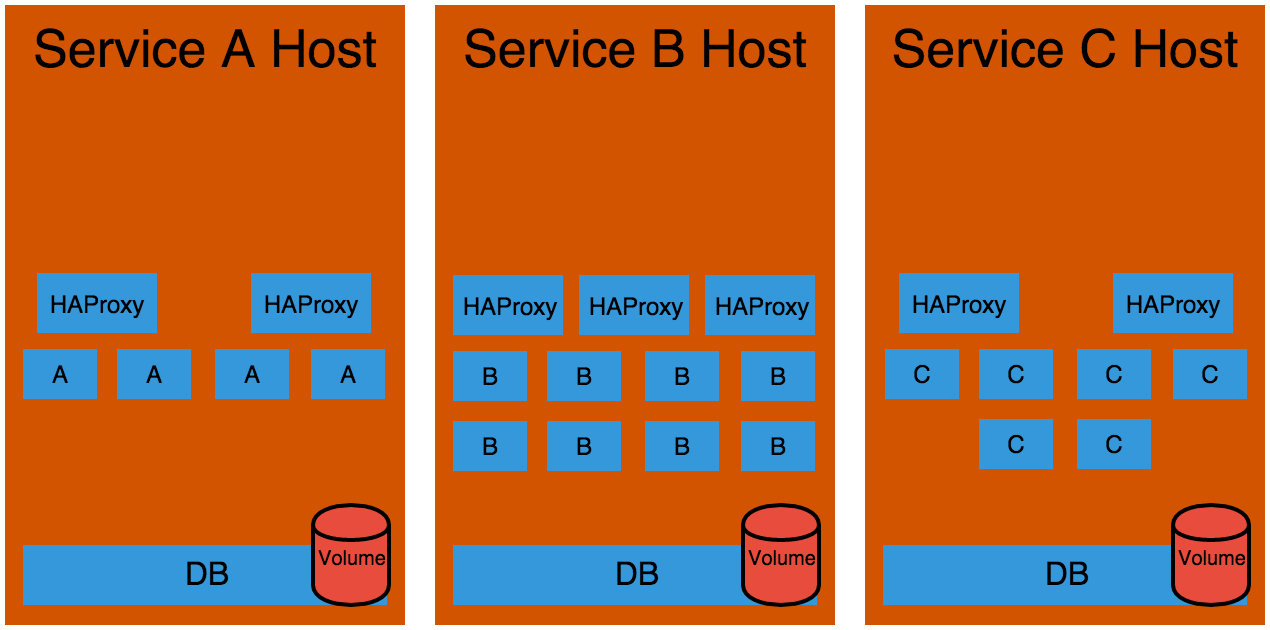 Service A Host
HAProxy HAProxy
A A A A
DB
Volume
Service B Host
HAProxy HAProxy HAProxy
B B B B
B B B B
DB
Volume
Service C Host
HAProxy HAProxy
C C C C
C C
DB
Volume